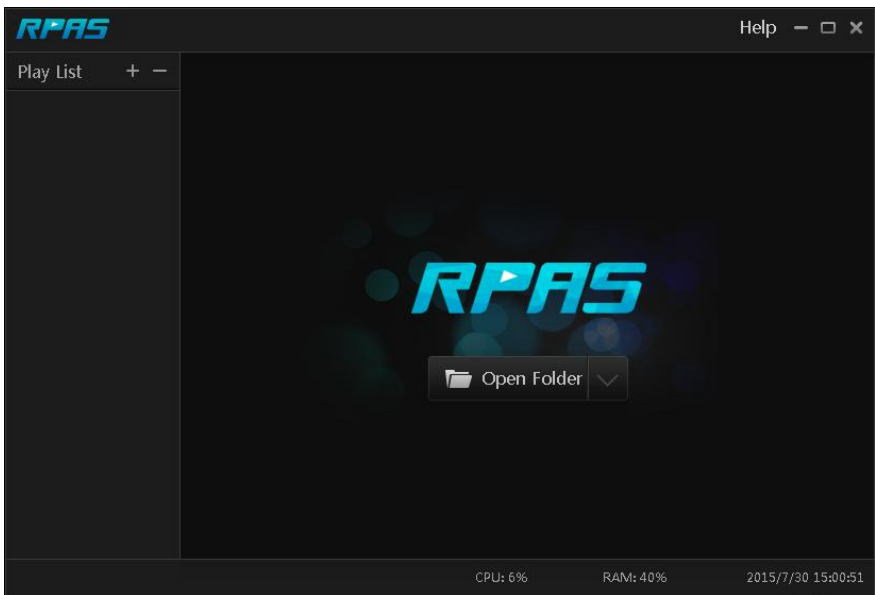 RPAS
Help
Play List + −
RPAS
Open Folder
CPU: 6% RAM: 40% 2015/7/30 15:00:51